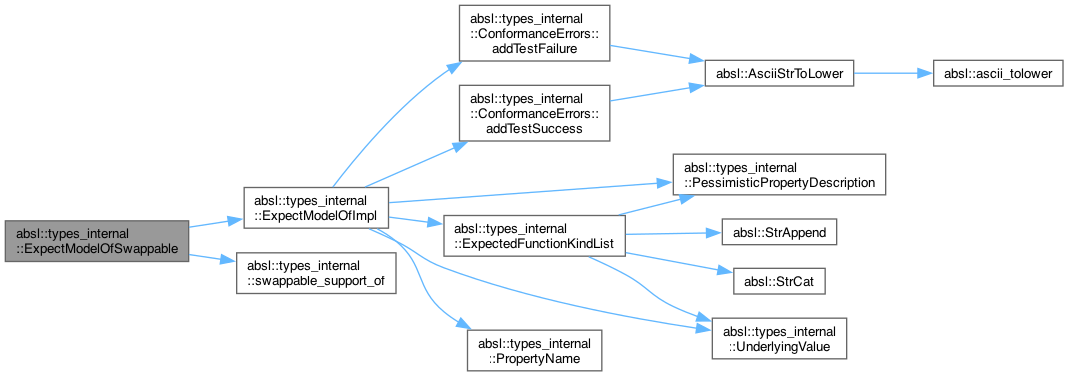 absl::types_internal
::ExpectModelOfSwappable
absl::types_internal
::ExpectModelOfImpl
absl::types_internal
::swappable_support_of
absl::types_internal
::ConformanceErrors::
addTestFailure
absl::types_internal
::ConformanceErrors::
addTestSuccess
absl::types_internal
::ExpectedFunctionKindList
absl::types_internal
::PropertyName
absl::AsciiStrToLower
absl::types_internal
::PessimisticPropertyDescription
absl::StrAppend
absl::StrCat
absl::types_internal
::UnderlyingValue
absl::ascii_tolower